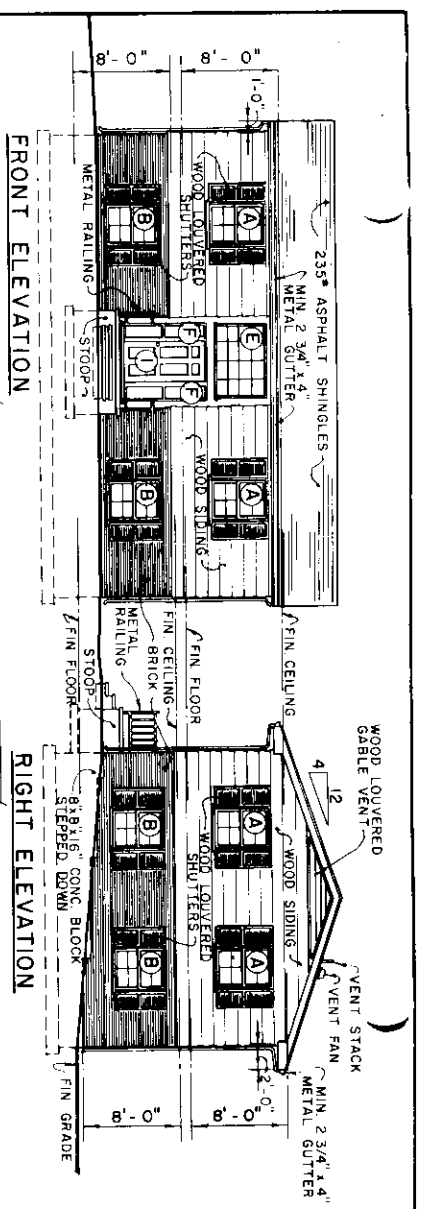 8'-0"
8'-0"
1'-0"
235# ASPHALT SHINGLES
MIN. 2 3/4" x 4"
METAL GUTTER
WOOD LOUVERED
SHUTTERS
METAL RAILING
A
B
E
F
1
F
A
B
WOOD SIDING
STOOP
FRONT ELEVATION
FIN CEILING
FIN FLOOR
FIN CEILING
BRICK
METAL
RAILING
STOOP
FIN FLOOR
WOOD LOUVERED
GABLE VENT
12
4
VENT STACK
VENT FAN
WOOD SIDING
MIN. 2 3/4" x 4"
METAL GUTTER
2'-0"
A
A
WOOD LOUVERED
SHUTTERS
B
B
8"x8"x16" CONC. BLOCK
STEPPED DOWN
8'-0"
8'-0"
FIN GRADE
RIGHT ELEVATION